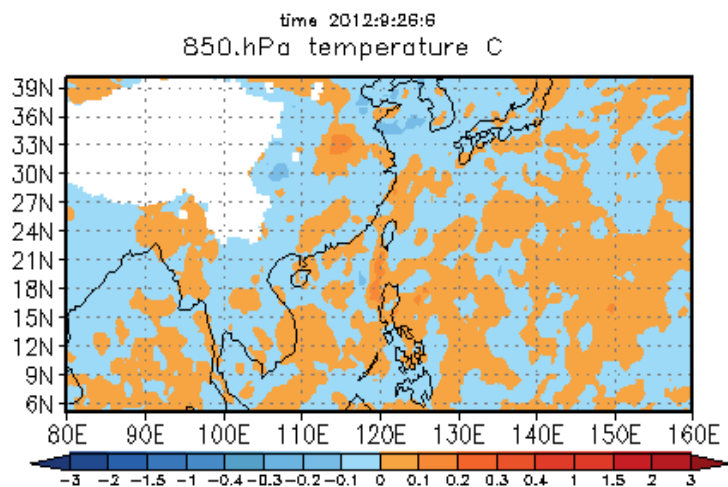 time 2012:9:26:6
850.hPa temperature C
39N
36N
33N
30N
27N
24N
21N
18N
15N
12N
9N
6N
80E 90E 100E 110E 120E 130E 140E 150E 160E
-3 -2 -1.5 -1 -0.4 -0.3 -0.2 -0.1 0 0.1 0.2 0.3 0.4 1 1.5 2 3